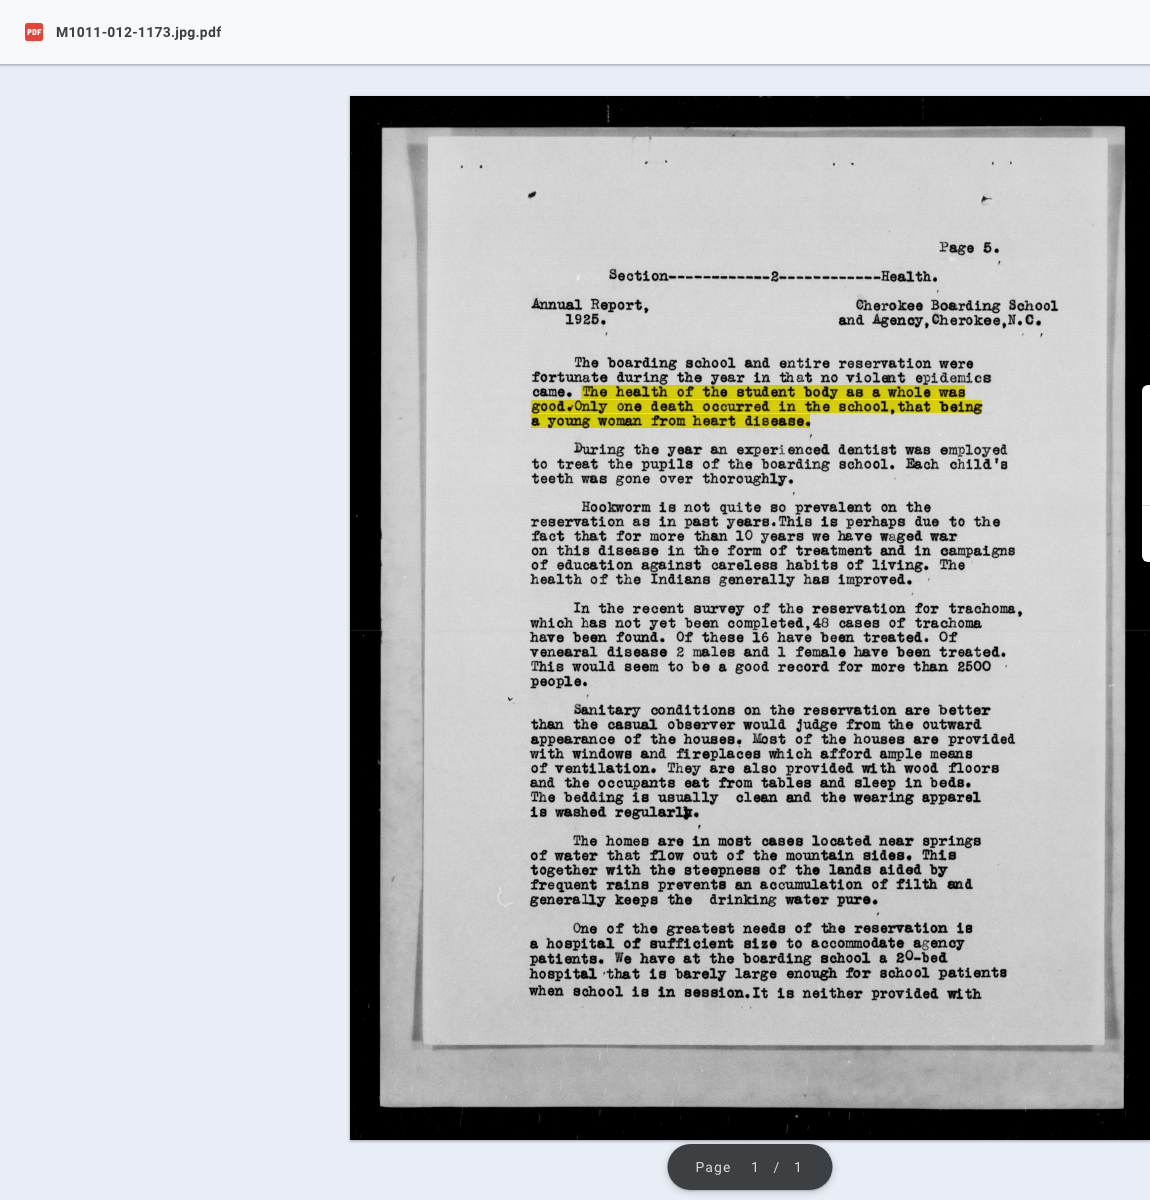 PDF M1011-012-1173.jpg.pdf
Page 5.
Section------------2------------Health.
Annual Report, Cherokee Boarding School
1925. and Agency,Cherokee,N.C.
The boarding school and entire reservation were
fortunate during the year in that no violent epidemics
came. The health of the student body as a whole was
good.Only one death occurred in the school,that being
a young woman from heart disease.
During the year an experienced dentist was employed
to treat the pupils of the boarding school. Each child's
teeth was gone over thoroughly.
Hookworm is not quite so prevalent on the
reservation as in past years.This is perhaps due to the
fact that for more than 10 years we have waged war
on this disease in the form of treatment and in campaigns
of education against careless habits of living. The
health of the Indians generally has improved.
In the recent survey of the reservation for trachoma,
which has not yet been completed,48 cases of trachoma
have been found. Of these 16 have been treated. Of
venearal disease 2 males and 1 female have been treated.
This would seem to be a good record for more than 2500
people.
Sanitary conditions on the reservation are better
than the casual observer would judge from the outward
appearance of the houses. Most of the houses are provided
with windows and fireplaces which afford ample means
of ventilation. They are also provided with wood floors
and the occupants eat from tables and sleep in beds.
The bedding is usually clean and the wearing apparel
is washed regularly.
The homes are in most cases located near springs
of water that flow out of the mountain sides. This
together with the steepness of the lands aided by
frequent rains prevents an accumulation of filth and
generally keeps the drinking water pure.
One of the greatest needs of the reservation is
a hospital of sufficient size to accommodate agency
patients. We have at the boarding school a 20-bed
hospital that is barely large enough for school patients
when school is in session.It is neither provided with
Page 1 / 1